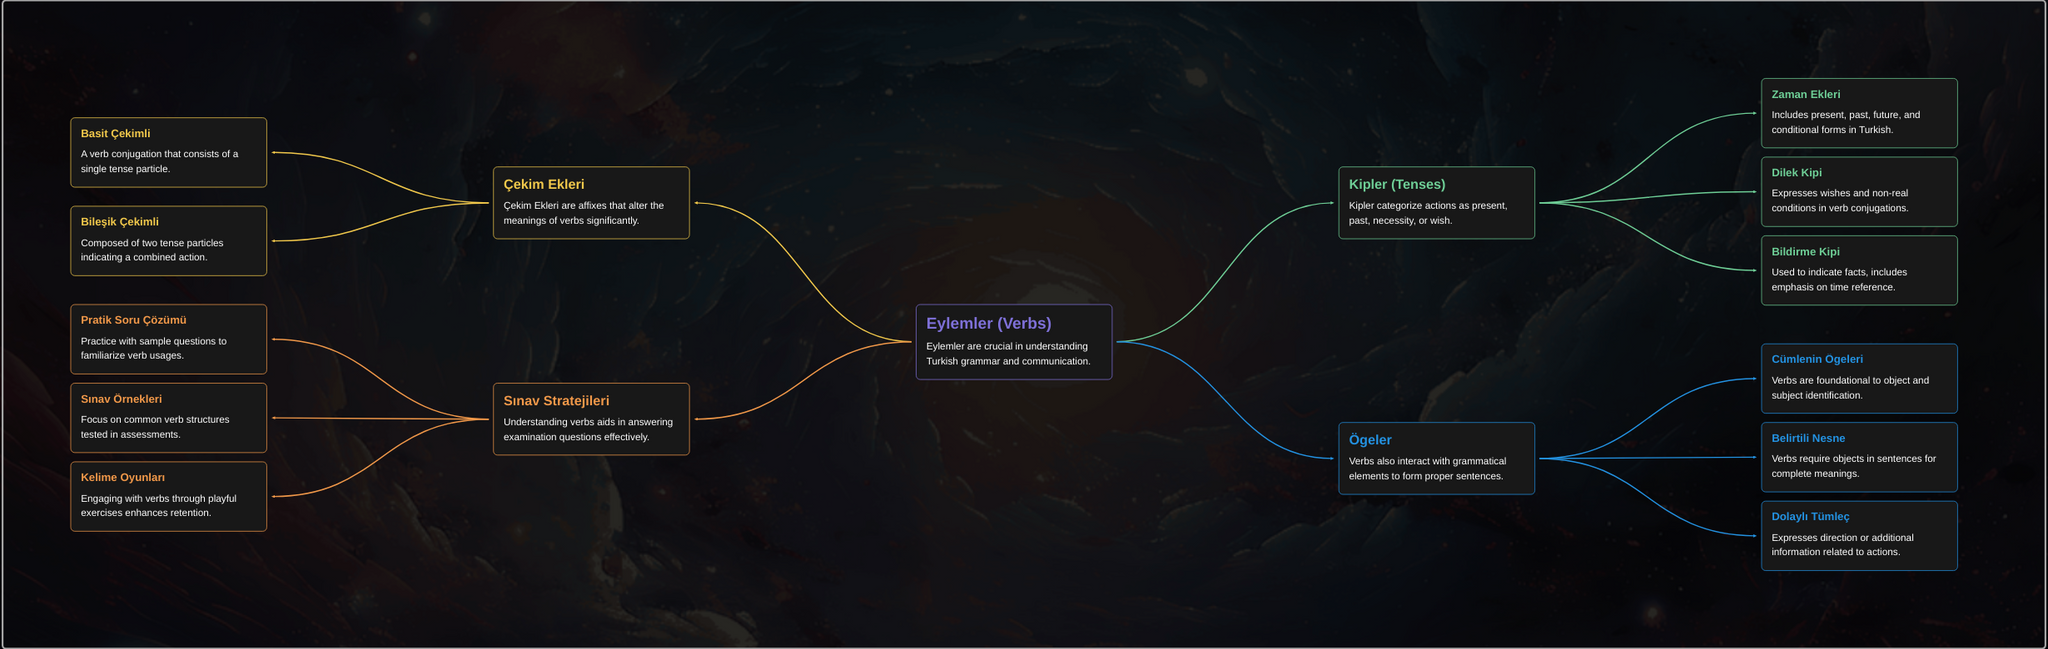 Basit Çekimli
A verb conjugation that consists of a
single tense particle.
Bileşik Çekimli
Composed of two tense particles
indicating a combined action.
Pratik Soru Çözümü
Practice with sample questions to
familiarize verb usages.
Sınav Örnekleri
Focus on common verb structures
tested in assessments.
Kelime Oyunları
Engaging with verbs through playful
exercises enhances retention.
Çekim Ekleri
Çekim Ekleri are affixes that alter the
meanings of verbs significantly.
Sınav Stratejileri
Understanding verbs aids in answering
examination questions effectively.
Eylemler (Verbs)
Eylemler are crucial in understanding
Turkish grammar and communication.
Kipler (Tenses)
Kipler categorize actions as present,
past, necessity, or wish.
Ögeler
Verbs also interact with grammatical
elements to form proper sentences.
Zaman Ekleri
Includes present, past, future, and
conditional forms in Turkish.
Dilek Kipi
Expresses wishes and non-real
conditions in verb conjugations.
Bildirme Kipi
Used to indicate facts, includes
emphasis on time reference.
Cümlenin Ögeleri
Verbs are foundational to object and
subject identification.
Belirtili Nesne
Verbs require objects in sentences for
complete meanings.
Dolaylı Tümleç
Expresses direction or additional
information related to actions.